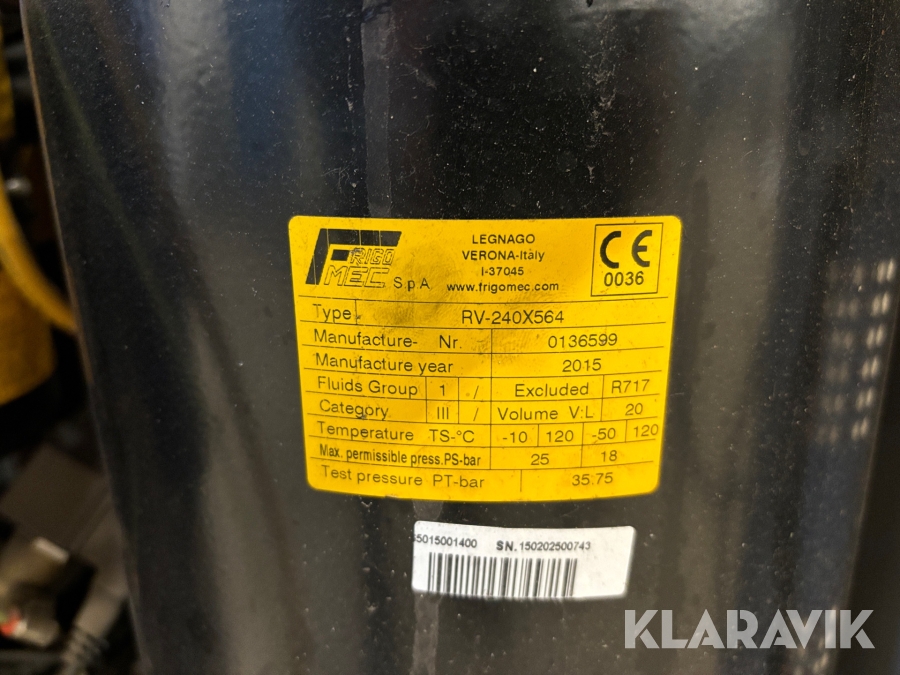 FRIGO
MEC S.p.A.
LEGNAGO
VERONA-Italy
I-37045
www.frigomec.com
CE
0036
Type RV-240X564
Manufacture- Nr. 0136599
Manufacture year 2015
Fluids Group 1 / Excluded R717
Category III / Volume V:L 20
Temperature TS-°C -10 120 -50 120
Max. permissible press.PS-bar 25 18
Test pressure PT-bar 35.75
5015001400 SN.150202500743
KLARAVIK